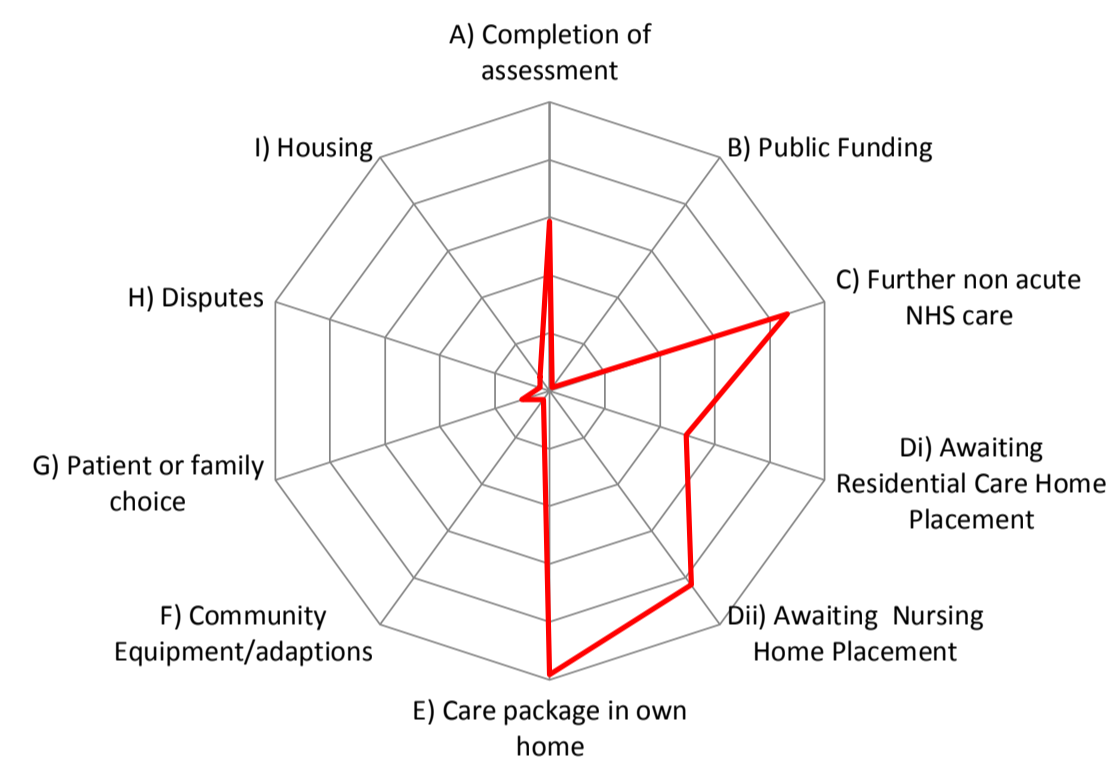 A) Completion of
assessment
B) Public Funding
C) Further non acute
NHS care
Di) Awaiting
Residential Care Home
Placement
Dii) Awaiting  Nursing
Home Placement
E) Care package in own
home
F) Community
Equipment/adaptions
G) Patient or family
choice
H) Disputes
I) Housing